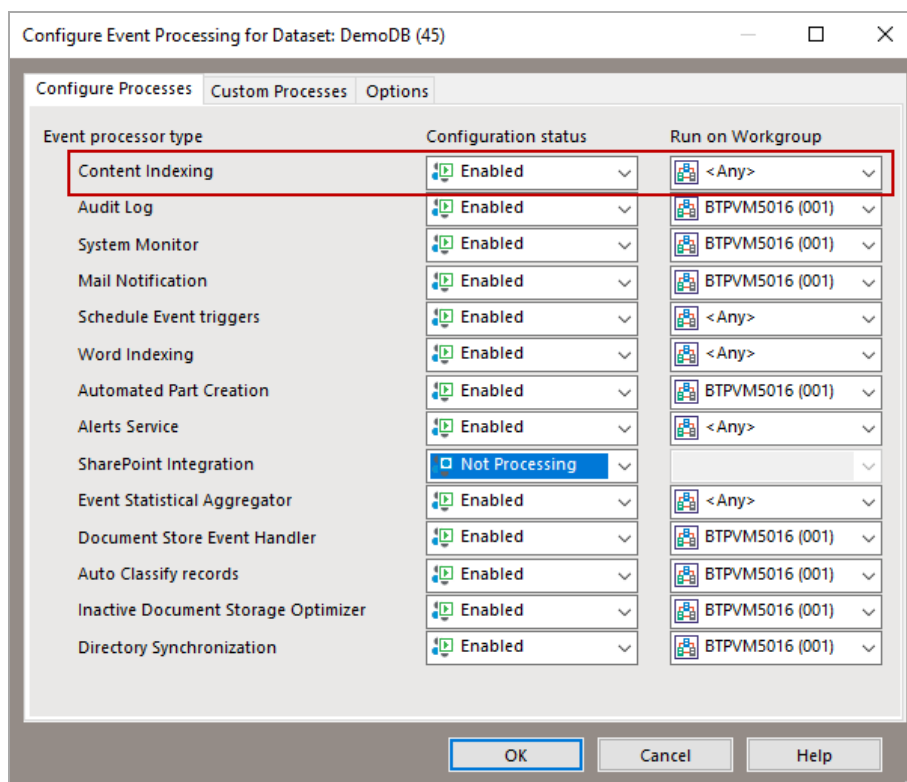 Configure Event Processing for Dataset: DemoDB (45)
Configure Processes Custom Processes Options
Event processor type Configuration status Run on Workgroup
Content Indexing Enabled <Any>
Audit Log Enabled BTPVM5016 (001)
System Monitor Enabled BTPVM5016 (001)
Mail Notification Enabled BTPVM5016 (001)
Schedule Event triggers Enabled <Any>
Word Indexing Enabled <Any>
Automated Part Creation Enabled BTPVM5016 (001)
Alerts Service Enabled <Any>
SharePoint Integration Not Processing
Event Statistical Aggregator Enabled <Any>
Document Store Event Handler Enabled BTPVM5016 (001)
Auto Classify records Enabled BTPVM5016 (001)
Inactive Document Storage Optimizer Enabled BTPVM5016 (001)
Directory Synchronization Enabled BTPVM5016 (001)
OK Cancel Help